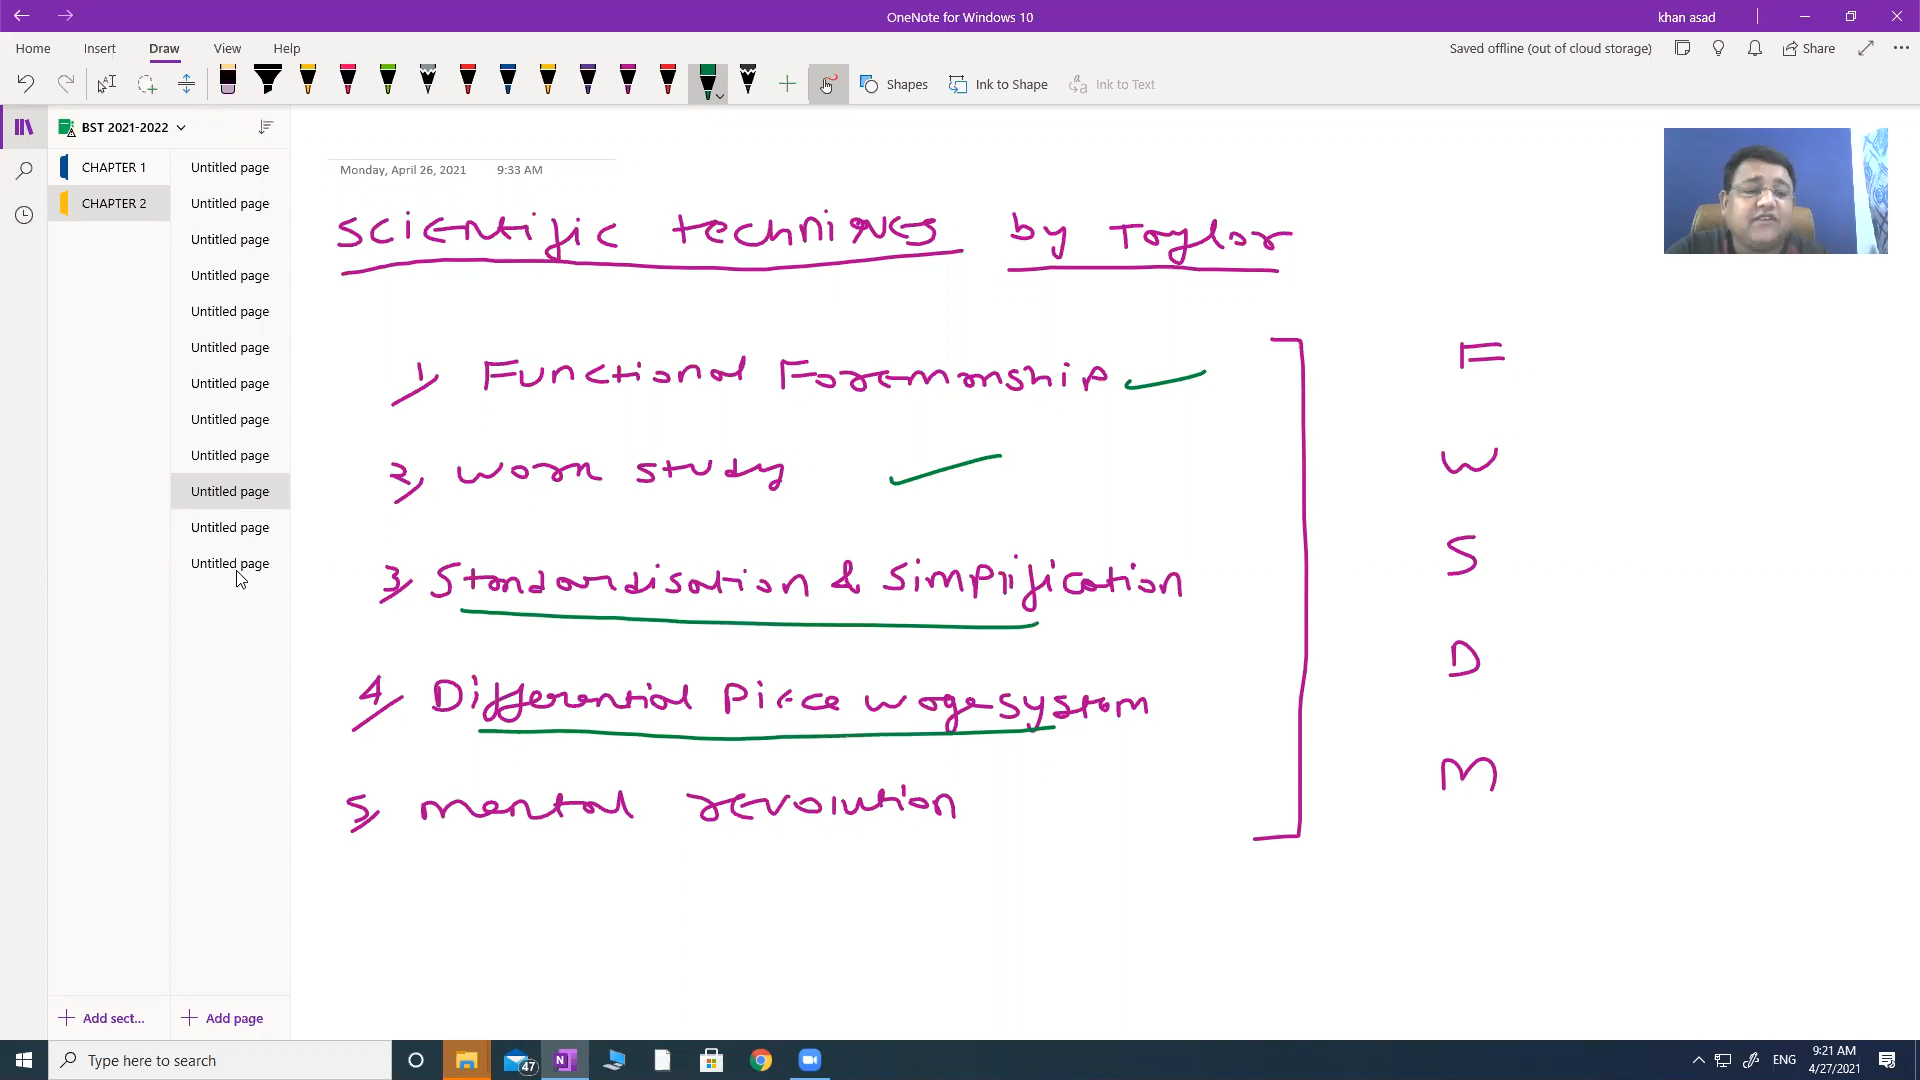 OneNote for Windows 10
khan asad
Home Insert Draw View Help
Saved offline (out of cloud storage)
Share
Shapes
Ink to Shape
Ink to Text
BST 2021-2022
CHAPTER 1
CHAPTER 2
Untitled page
Untitled page
Untitled page
Untitled page
Untitled page
Untitled page
Untitled page
Untitled page
Untitled page
Untitled page
Untitled page
Untitled page
Add sect...
Add page
Monday, April 26, 2021 9:33 AM
Scientific techniques by Taylor
1, Functional Foremanship
2, work study
3, Standardisation & Simplification
4, Differential Piece wage system
5, mental revolution
F
W
S
D
M
Type here to search
47
ENG
9:21 AM
4/27/2021